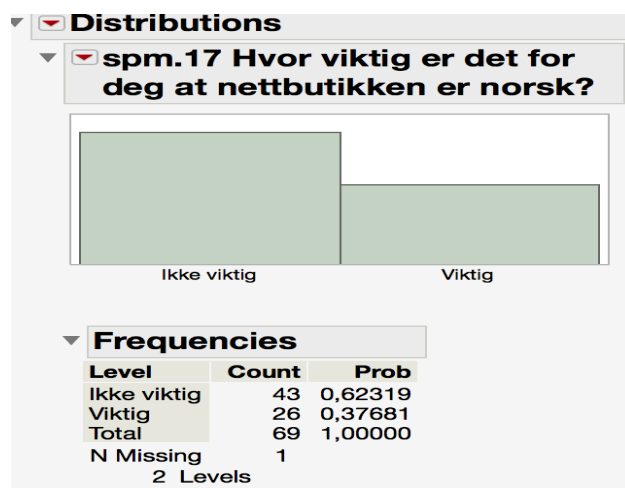 Distributions
spm.17 Hvor viktig er det for
deg at nettbutikken er norsk?
Ikke viktig Viktig
Frequencies
Level Count Prob
Ikke viktig 43 0,62319
Viktig 26 0,37681
Total 69 1,00000
N Missing 1
2 Levels